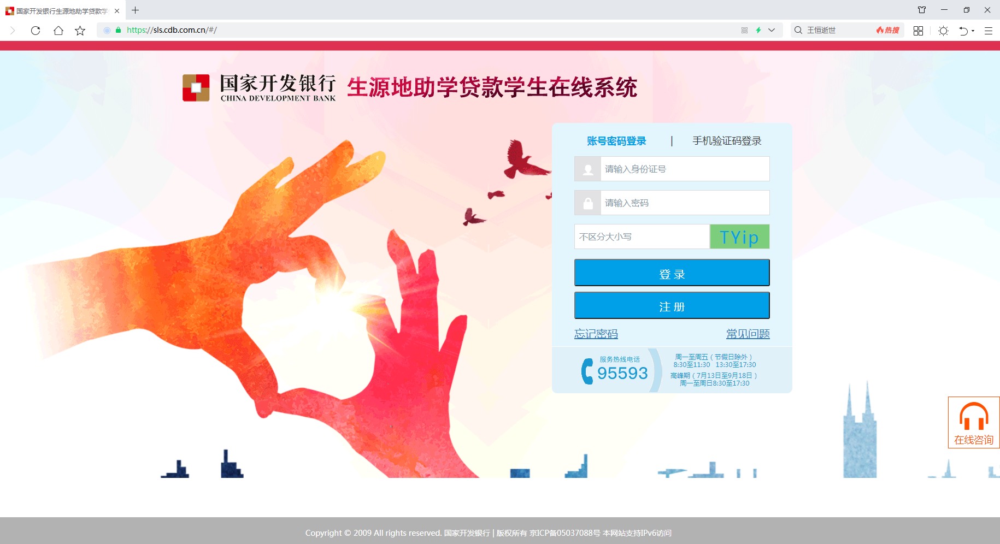 国家开发银行生源地助学贷款学
https://sls.cdb.com.cn/#/
王恒逝世
热搜
国家开发银行
CHINA DEVELOPMENT BANK
生源地助学贷款学生在线系统
账号密码登录 | 手机验证码登录
请输入身份证号
请输入密码
不区分大小写
TYip
登 录
注 册
忘记密码
常见问题
服务热线电话
95593
周一至周五（节假日除外）
8:30至11:30 13:30至17:30
高峰期（7月13日至9月18日）
周一至周日8:30至17:30
在线咨询
Copyright © 2009 All rights reserved. 国家开发银行 | 版权所有 京ICP备05037088号 本网站支持IPv6访问